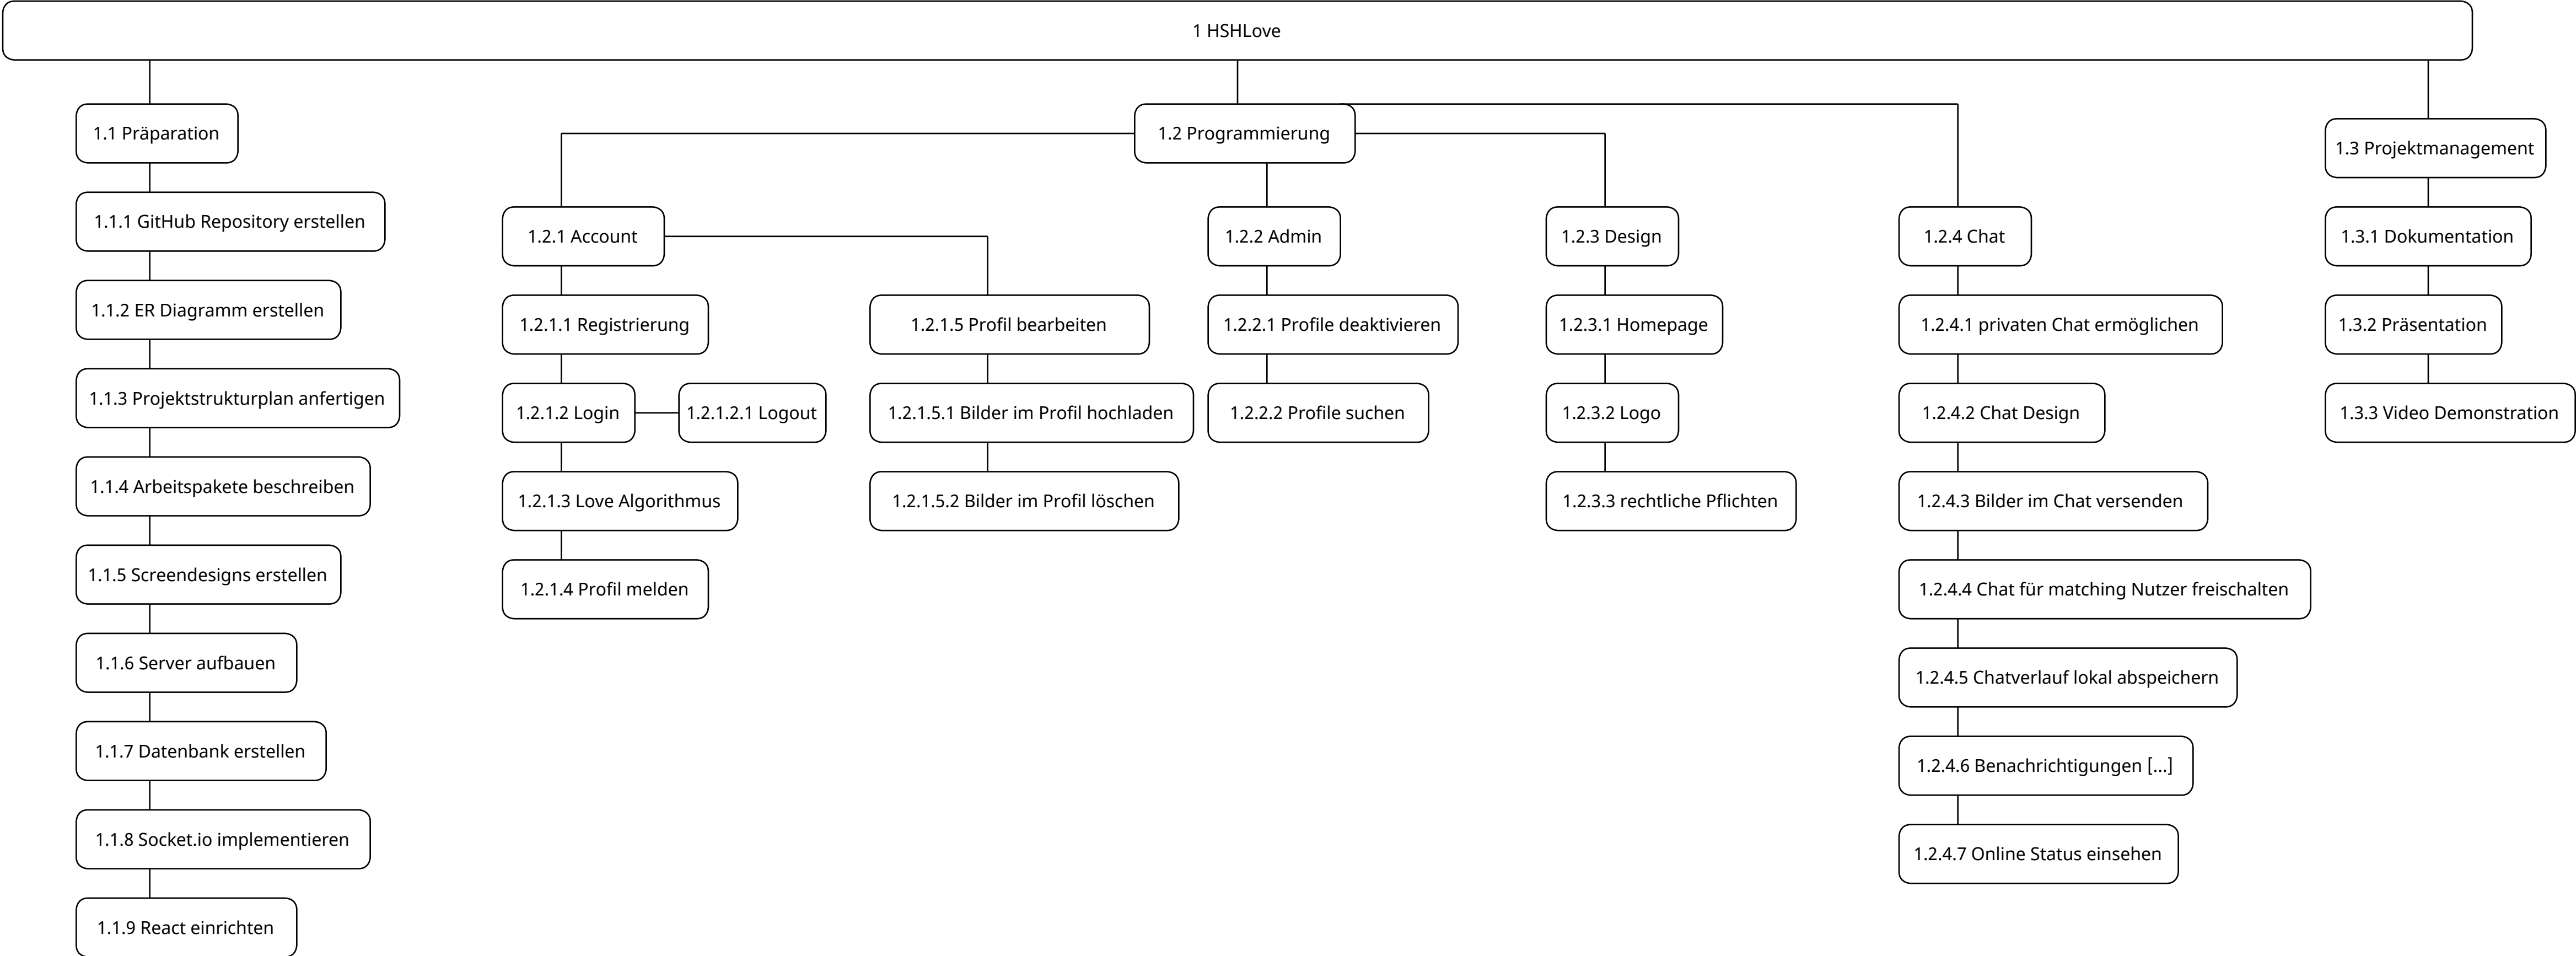 1 HSHLove
1.1 Präparation
1.1.1 GitHub Repository erstellen
1.1.2 ER Diagramm erstellen
1.1.3 Projektstrukturplan anfertigen
1.1.4 Arbeitspakete beschreiben
1.1.5 Screendesigns erstellen
1.1.6 Server aufbauen
1.1.7 Datenbank erstellen
1.1.8 Socket.io implementieren
1.1.9 React einrichten
1.2 Programmierung
1.2.1 Account
1.2.1.1 Registrierung
1.2.1.2 Login
1.2.1.2.1 Logout
1.2.1.3 Love Algorithmus
1.2.1.4 Profil melden
1.2.1.5 Profil bearbeiten
1.2.1.5.1 Bilder im Profil hochladen
1.2.1.5.2 Bilder im Profil löschen
1.2.2 Admin
1.2.2.1 Profile deaktivieren
1.2.2.2 Profile suchen
1.2.3 Design
1.2.3.1 Homepage
1.2.3.2 Logo
1.2.3.3 rechtliche Pflichten
1.2.4 Chat
1.2.4.1 privaten Chat ermöglichen
1.2.4.2 Chat Design
1.2.4.3 Bilder im Chat versenden
1.2.4.4 Chat für matching Nutzer freischalten
1.2.4.5 Chatverlauf lokal abspeichern
1.2.4.6 Benachrichtigungen [...]
1.2.4.7 Online Status einsehen
1.3 Projektmanagement
1.3.1 Dokumentation
1.3.2 Präsentation
1.3.3 Video Demonstration